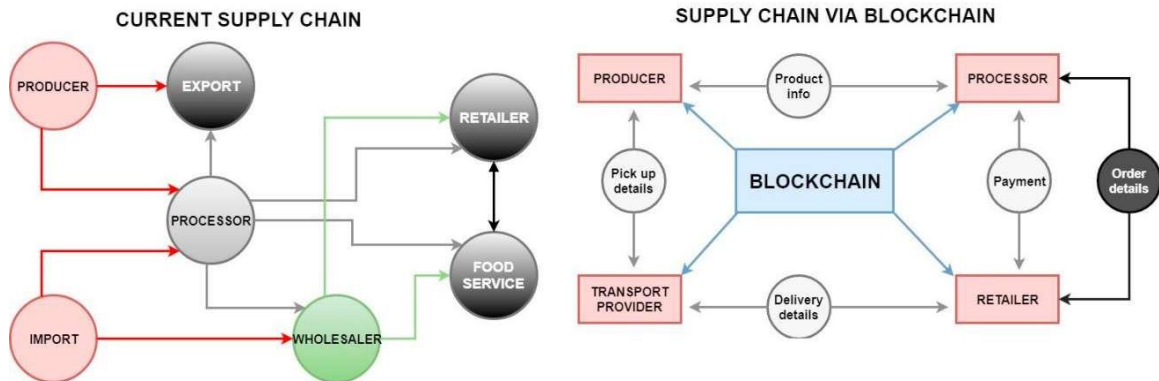 CURRENT SUPPLY CHAIN
PRODUCER
EXPORT
RETAILER
PROCESSOR
FOOD
SERVICE
IMPORT
WHOLESALER
SUPPLY CHAIN VIA BLOCKCHAIN
PRODUCER
Product
info
PROCESSOR
Pick up
details
BLOCKCHAIN
Payment
Order
details
TRANSPORT
PROVIDER
Delivery
details
RETAILER